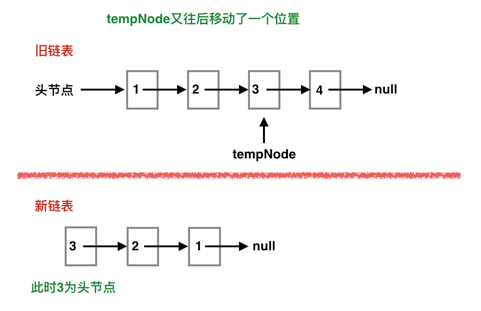 tempNode又往后移动了一个位置
旧链表
头节点 1 2 3 4 null
tempNode
新链表
3 2 1 null
此时3为头节点